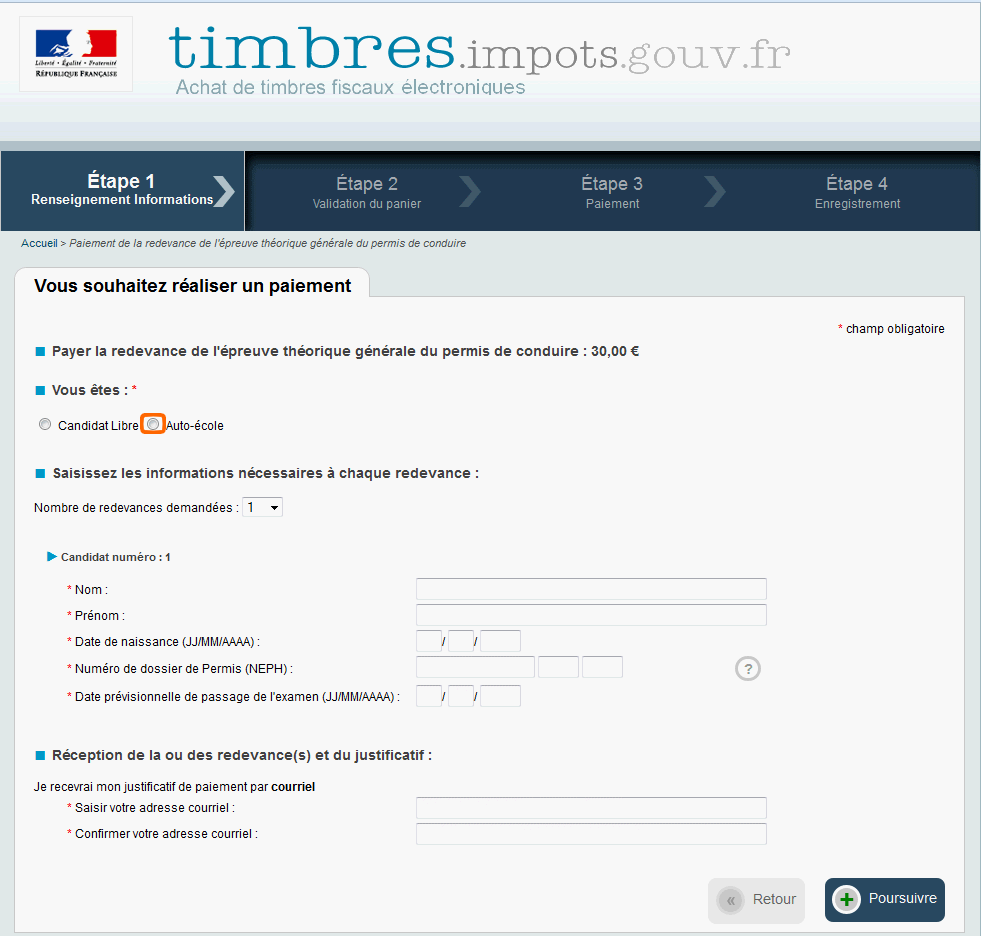 Liberté • Égalité • Fraternité
RÉPUBLIQUE FRANÇAISE
timbres.impots.gouv.fr
Achat de timbres fiscaux électroniques
Étape 1
Renseignement Informations
Étape 2
Validation du panier
Étape 3
Paiement
Étape 4
Enregistrement
Accueil > Paiement de la redevance de l'épreuve théorique générale du permis de conduire
Vous souhaitez réaliser un paiement
* champ obligatoire
Payer la redevance de l'épreuve théorique générale du permis de conduire : 30,00 €
Vous êtes : *
Candidat Libre Auto-école
Saisissez les informations nécessaires à chaque redevance :
Nombre de redevances demandées : 1
Candidat numéro : 1
* Nom :
* Prénom :
* Date de naissance (JJ/MM/AAAA) : / /
* Numéro de dossier de Permis (NEPH) : ?
* Date prévisionnelle de passage de l'examen (JJ/MM/AAAA) : / /
Réception de la ou des redevance(s) et du justificatif :
Je recevrai mon justificatif de paiement par courriel
* Saisir votre adresse courriel :
* Confirmer votre adresse courriel :
« Retour
+ Poursuivre